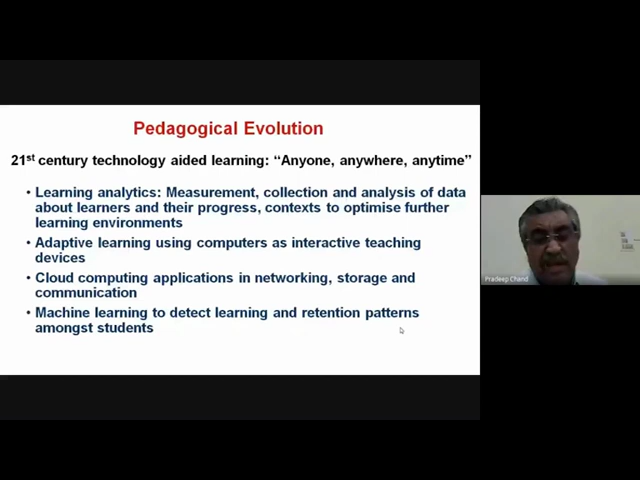 Pedagogical Evolution
21st century technology aided learning: “Anyone, anywhere, anytime”
• Learning analytics: Measurement, collection and analysis of data
about learners and their progress, contexts to optimise further
learning environments
• Adaptive learning using computers as interactive teaching
devices
• Cloud computing applications in networking, storage and
communication
• Machine learning to detect learning and retention patterns
amongst students
Pradeep Chand